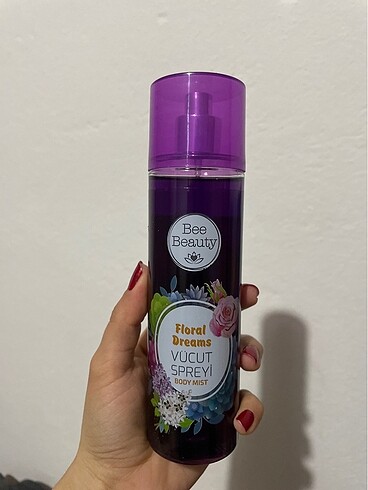 Bee
Beauty
Floral
Dreams
VÜCUT
SPREYİ
BODY MIST